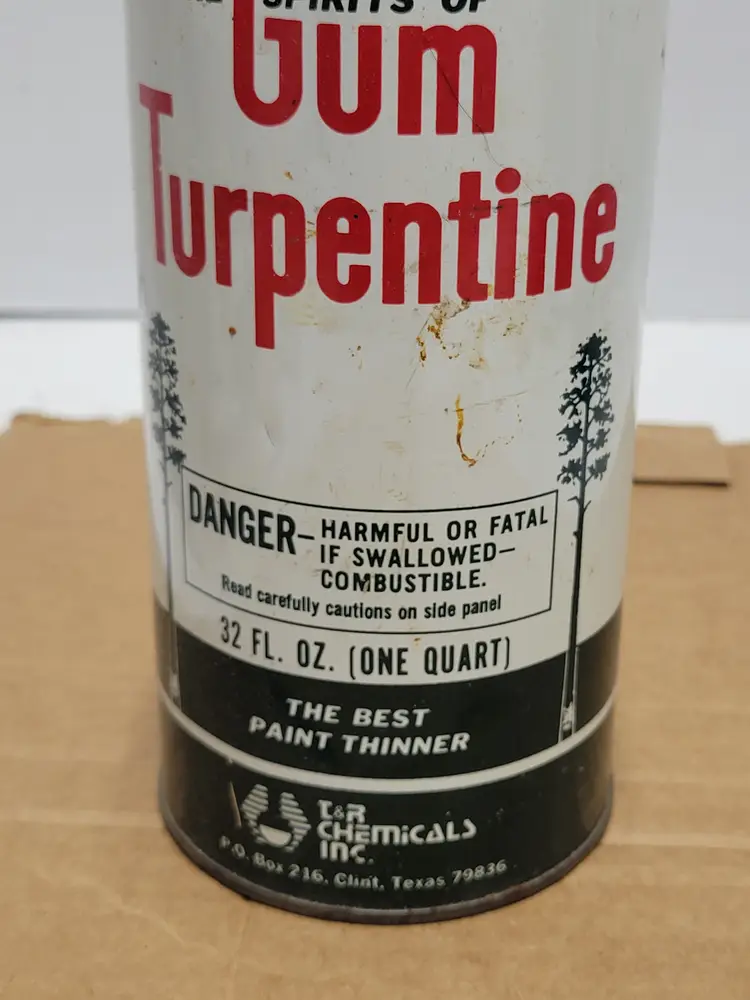 SPIRITS OF
Gum
Turpentine
DANGER–HARMFUL OR FATAL
IF SWALLOWED–
COMBUSTIBLE.
Read carefully cautions on side panel
32 FL. OZ. (ONE QUART)
THE BEST
PAINT THINNER
T&R
CHEMICALS
INC.
P.O. Box 216, Clint, Texas 79836